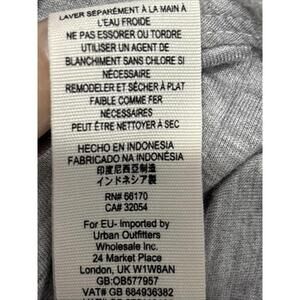 LAVER SÉPARÉMENT À LA MAIN À
L'EAU FROIDE
NE PAS ESSORER OU TORDRE
UTILISER UN AGENT DE
BLANCHIMENT SANS CHLORE SI
NÉCESSAIRE
REMODELER ET SÉCHER À PLAT
FAIBLE COMME FER
NÉCESSAIRES
PEUT ÊTRE NETTOYER À SEC
HECHO EN INDONESIA
FABRICADO NA INDONÉSIA
印度尼西亞制造
インドネシア製
RN# 66170
CA# 32054
For EU- Imported by
Urban Outfitters
Wholesale Inc.
24 Market Place
London, UK W1W8AN
GB:OB577957
VAT# GB 684936382